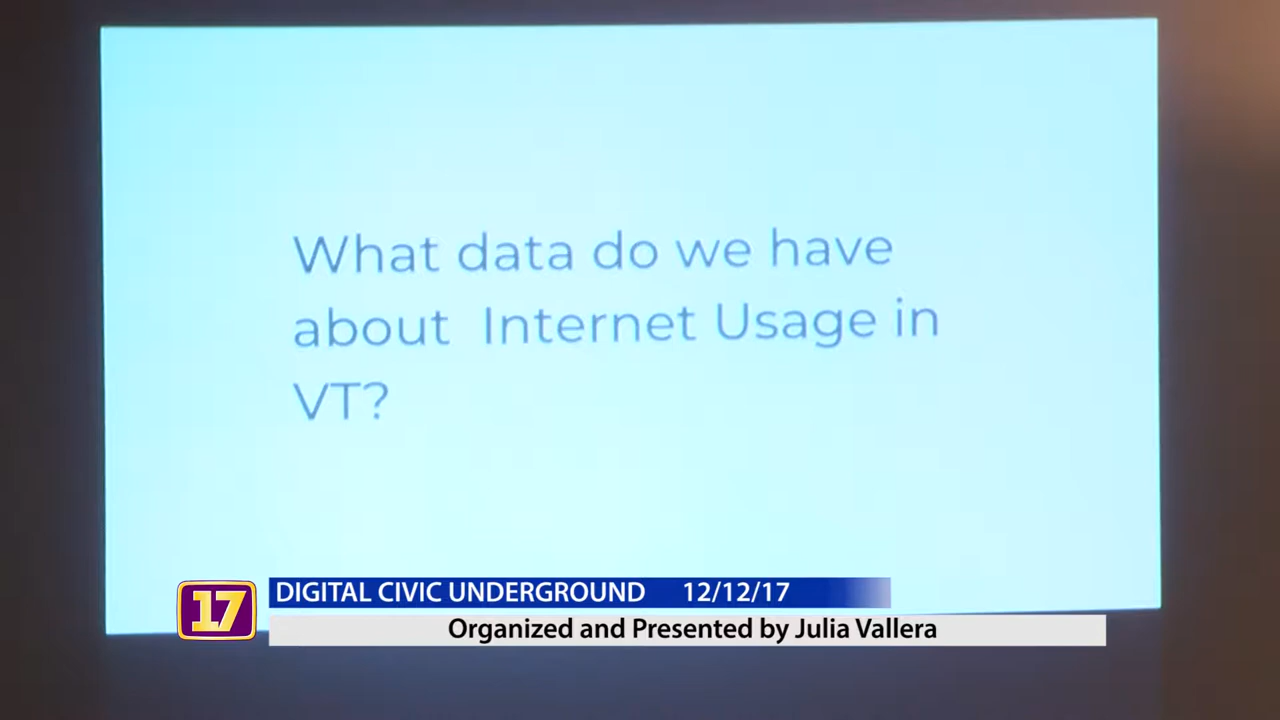 What data do we have
about Internet Usage in
VT?
17
DIGITAL CIVIC UNDERGROUND 12/12/17
Organized and Presented by Julia Vallera